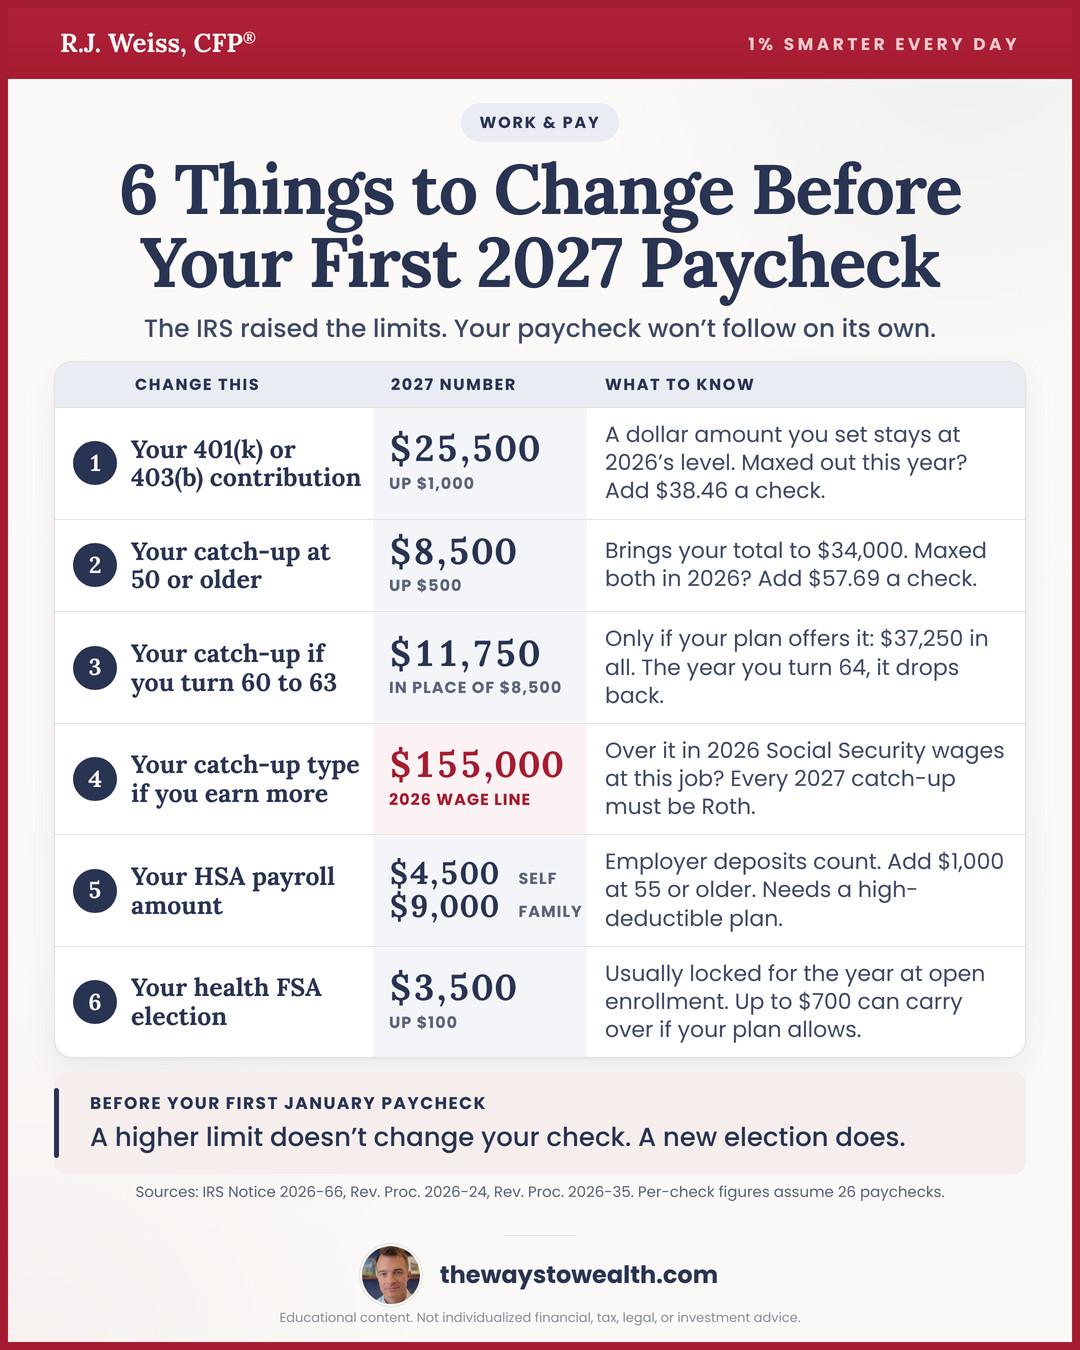 R.J. Weiss, CFP®
1% SMARTER EVERY DAY
WORK & PAY
6 Things to Change Before
Your First 2027 Paycheck
The IRS raised the limits. Your paycheck won’t follow on its own.
CHANGE THIS
2027 NUMBER
WHAT TO KNOW
1
Your 401(k) or
403(b) contribution
$25,500
UP $1,000
A dollar amount you set stays at
2026’s level. Maxed out this year?
Add $38.46 a check.
2
Your catch-up at
50 or older
$8,500
UP $500
Brings your total to $34,000. Maxed
both in 2026? Add $57.69 a check.
3
Your catch-up if
you turn 60 to 63
$11,750
IN PLACE OF $8,500
Only if your plan offers it: $37,250 in
all. The year you turn 64, it drops
back.
4
Your catch-up type
if you earn more
$155,000
2026 WAGE LINE
Over it in 2026 Social Security wages
at this job? Every 2027 catch-up
must be Roth.
5
Your HSA payroll
amount
$4,500 SELF
$9,000 FAMILY
Employer deposits count. Add $1,000
at 55 or older. Needs a high-
deductible plan.
6
Your health FSA
election
$3,500
UP $100
Usually locked for the year at open
enrollment. Up to $700 can carry
over if your plan allows.
BEFORE YOUR FIRST JANUARY PAYCHECK
A higher limit doesn’t change your check. A new election does.
Sources: IRS Notice 2026-66, Rev. Proc. 2026-24, Rev. Proc. 2026-35. Per-check figures assume 26 paychecks.
thewaystowealth.com
Educational content. Not individualized financial, tax, legal, or investment advice.